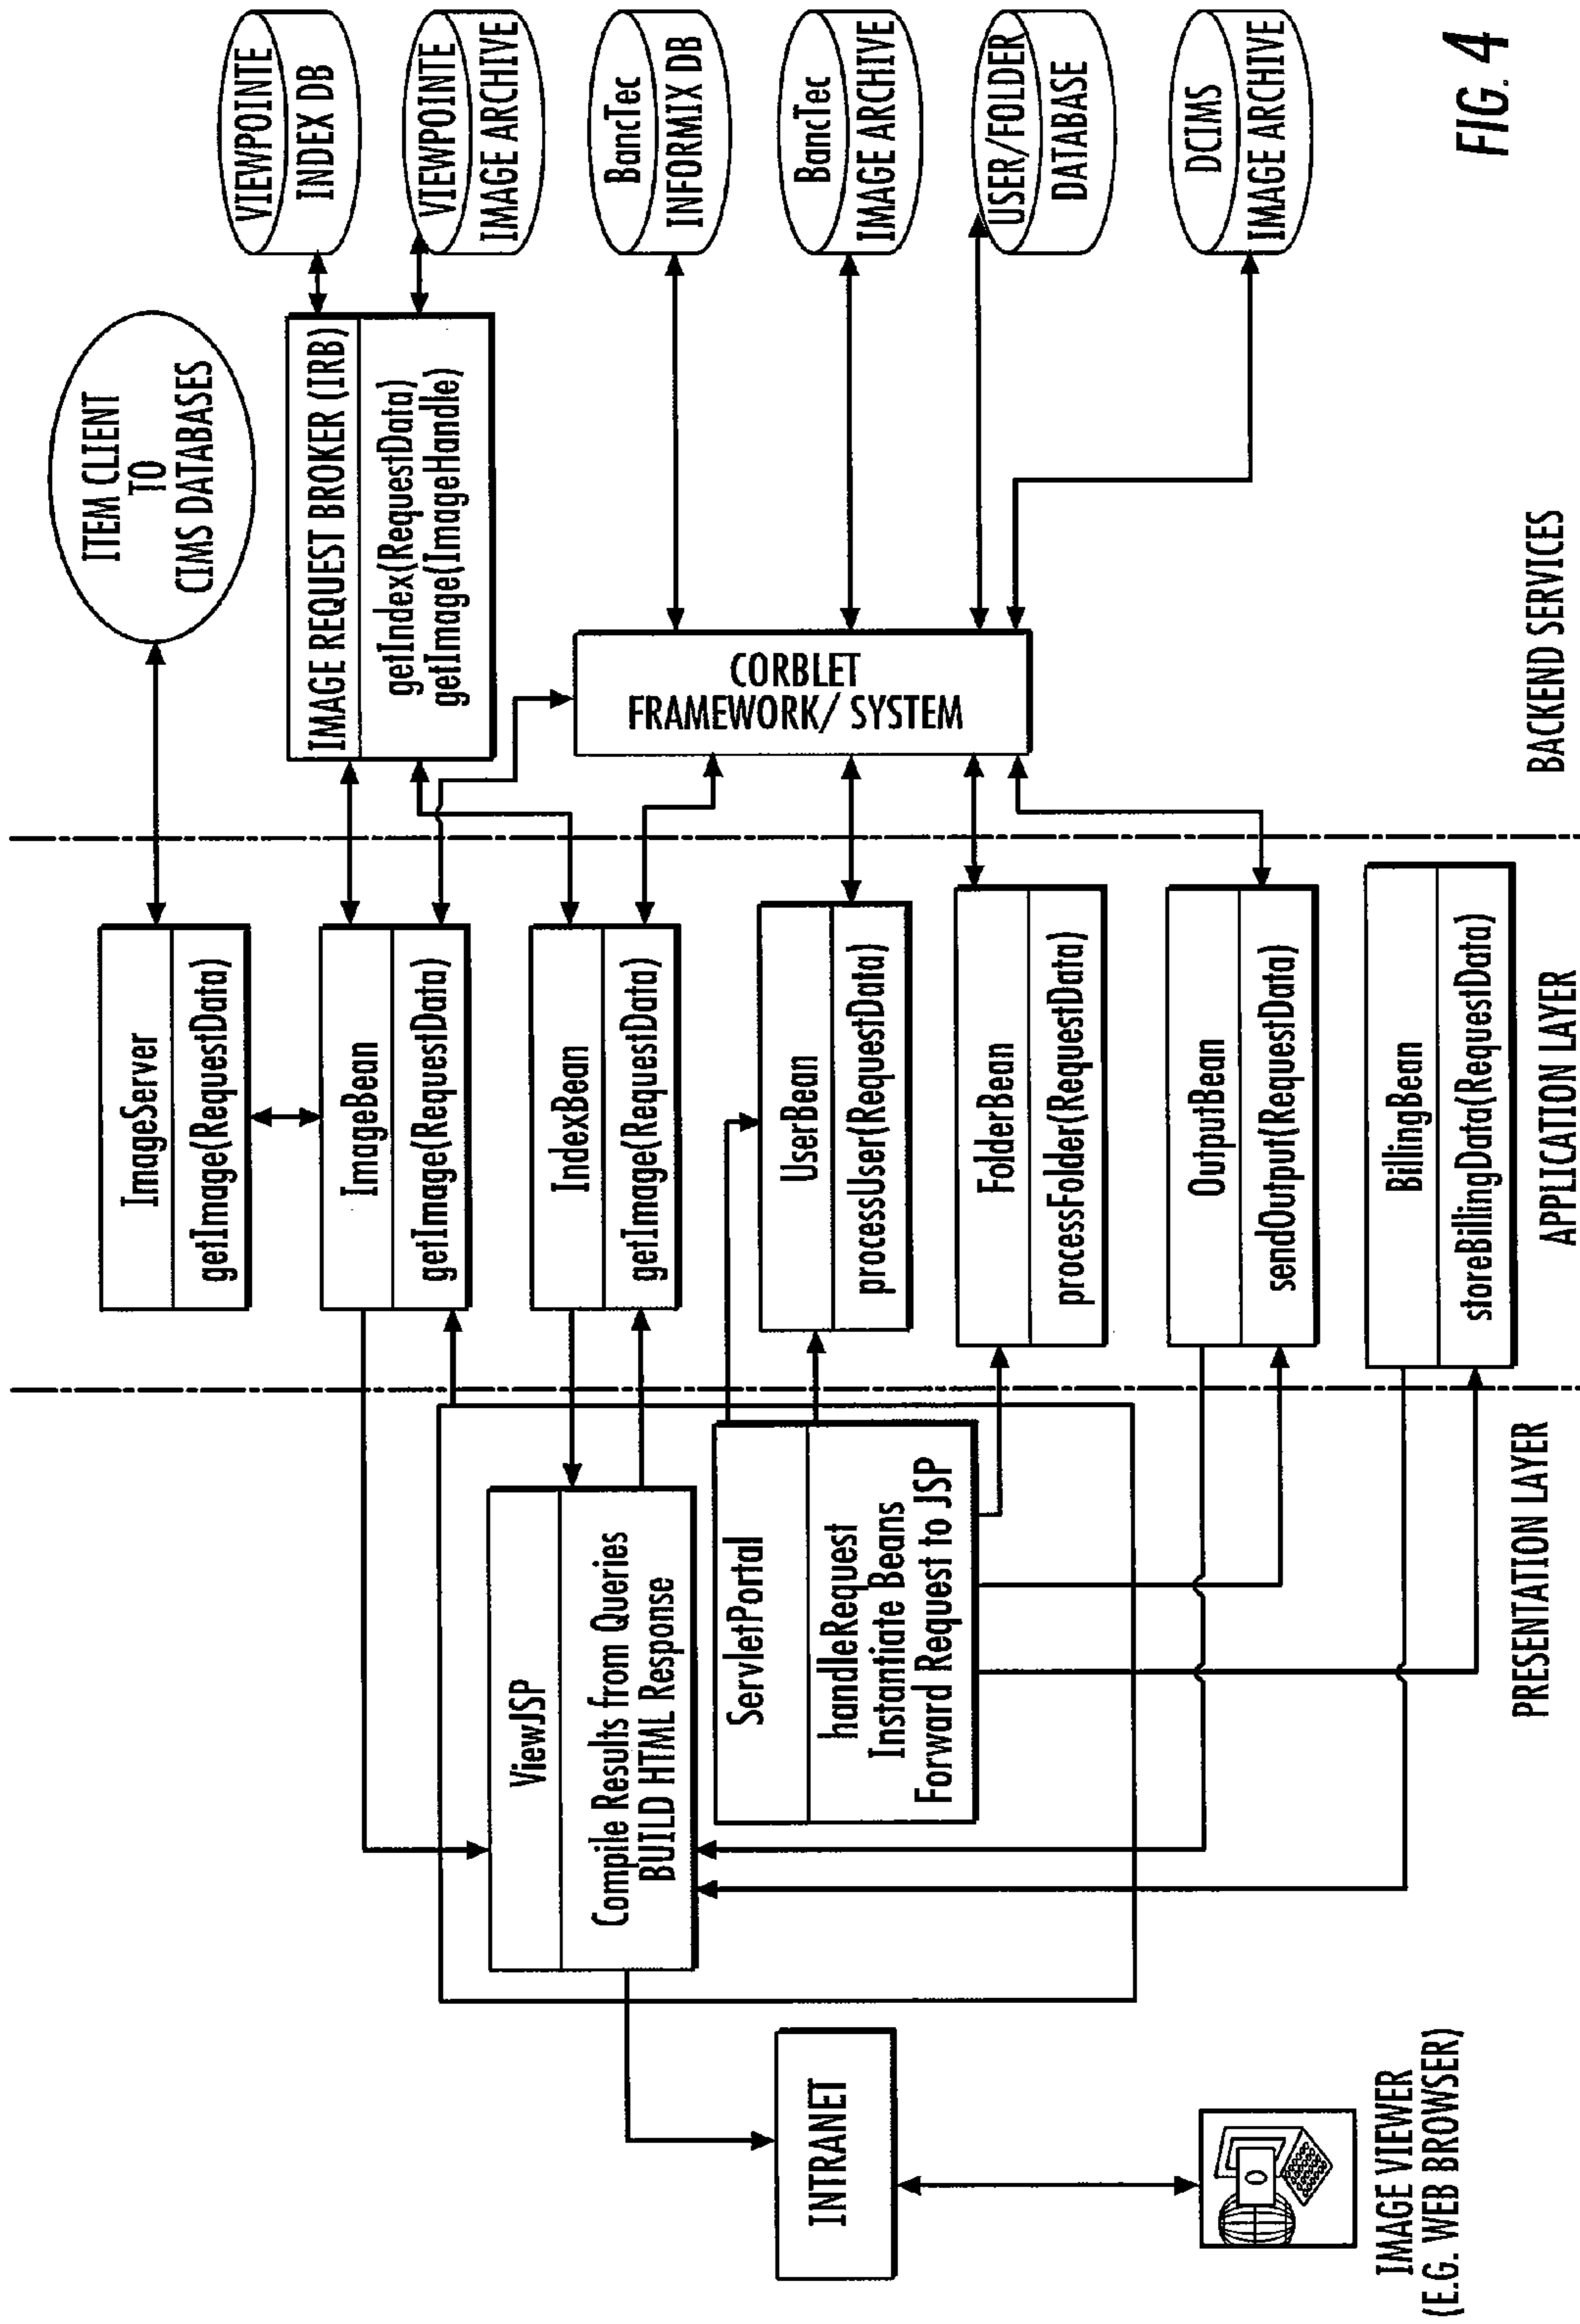 ITEM CLIENT
TO
CIMS DATABASES
VIEWPOINTE
INDEX DB
VIEWPOINTE
IMAGE ARCHIVE
BancTec
INFORMIX DB
BancTec
IMAGE ARCHIVE
USER/FOLDER
DATABASE
DCIMS
IMAGE ARCHIVE
IMAGE REQUEST BROKER (IRB)
getIndex(RequestData)
getImage(ImageHandle)
CORBLET
FRAMEWORK/ SYSTEM
BACKEND SERVICES
ImageServer
getImage(RequestData)
ImageBean
getImage(RequestData)
IndexBean
getImage(RequestData)
UserBean
processUser(RequestData)
FolderBean
processFolder(RequestData)
OutputBean
sendOutput(RequestData)
BillingBean
storeBillingData(RequestData)
APPLICATION LAYER
ViewJSP
Compile Results from Queries
BUILD HTML Response
ServletPortal
handleRequest
Instantiate Beans
Forward Request to JSP
PRESENTATION LAYER
INTRANET
IMAGE VIEWER
(E.G. WEB BROWSER)
FIG. 4